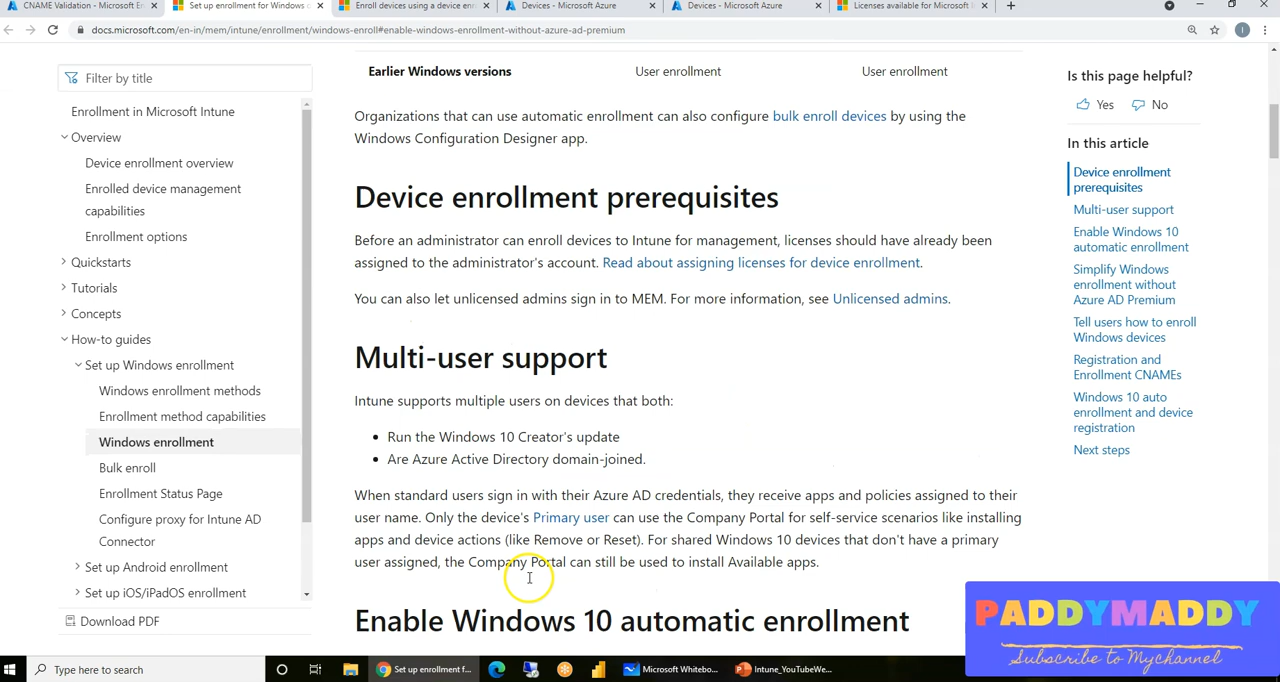 CNAME Validation - Microsoft En
Set up enrollment for Windows d
Enroll devices using a device enr
Devices - Microsoft Azure
Devices - Microsoft Azure
Licenses available for Microsoft I
docs.microsoft.com/en-in/mem/intune/enrollment/windows-enroll#enable-windows-enrollment-without-azure-ad-premium
Filter by title
Enrollment in Microsoft Intune
Overview
Device enrollment overview
Enrolled device management
capabilities
Enrollment options
Quickstarts
Tutorials
Concepts
How-to guides
Set up Windows enrollment
Windows enrollment methods
Enrollment method capabilities
Windows enrollment
Bulk enroll
Enrollment Status Page
Configure proxy for Intune AD
Connector
Set up Android enrollment
Set up iOS/iPadOS enrollment
Download PDF
Earlier Windows versions User enrollment User enrollment
Organizations that can use automatic enrollment can also configure bulk enroll devices by using the
Windows Configuration Designer app.
Device enrollment prerequisites
Before an administrator can enroll devices to Intune for management, licenses should have already been
assigned to the administrator's account. Read about assigning licenses for device enrollment.
You can also let unlicensed admins sign in to MEM. For more information, see Unlicensed admins.
Multi-user support
Intune supports multiple users on devices that both:
• Run the Windows 10 Creator's update
• Are Azure Active Directory domain-joined.
When standard users sign in with their Azure AD credentials, they receive apps and policies assigned to their
user name. Only the device's Primary user can use the Company Portal for self-service scenarios like installing
apps and device actions (like Remove or Reset). For shared Windows 10 devices that don't have a primary
user assigned, the Company Portal can still be used to install Available apps.
Enable Windows 10 automatic enrollment
Is this page helpful?
Yes No
In this article
Device enrollment
prerequisites
Multi-user support
Enable Windows 10
automatic enrollment
Simplify Windows
enrollment without
Azure AD Premium
Tell users how to enroll
Windows devices
Registration and
Enrollment CNAMEs
Windows 10 auto
enrollment and device
registration
Next steps
PADDYMADDY
Subscribe to Mychannel
Type here to search
Set up enrollment f...
Microsoft Whitebo...
Intune_YouTubeWe...